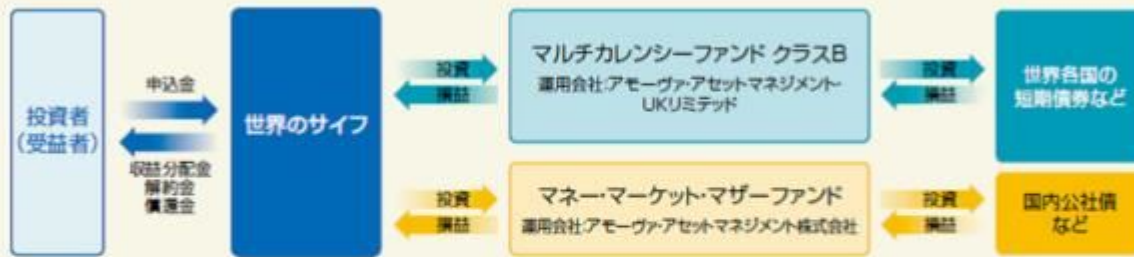 投資者
(受益者)
申込金
収益分配金
解約金
償還金
世界のサイフ
投資
損益
マルチカレンシーファンド クラスB
運用会社:アモーヴァ・アセットマネジメント・
UKリミテッド
投資
損益
世界各国の
短期債券など
投資
損益
マネー・マーケット・マザーファンド
運用会社:アモーヴァ・アセットマネジメント株式会社
投資
損益
国内公社債
など